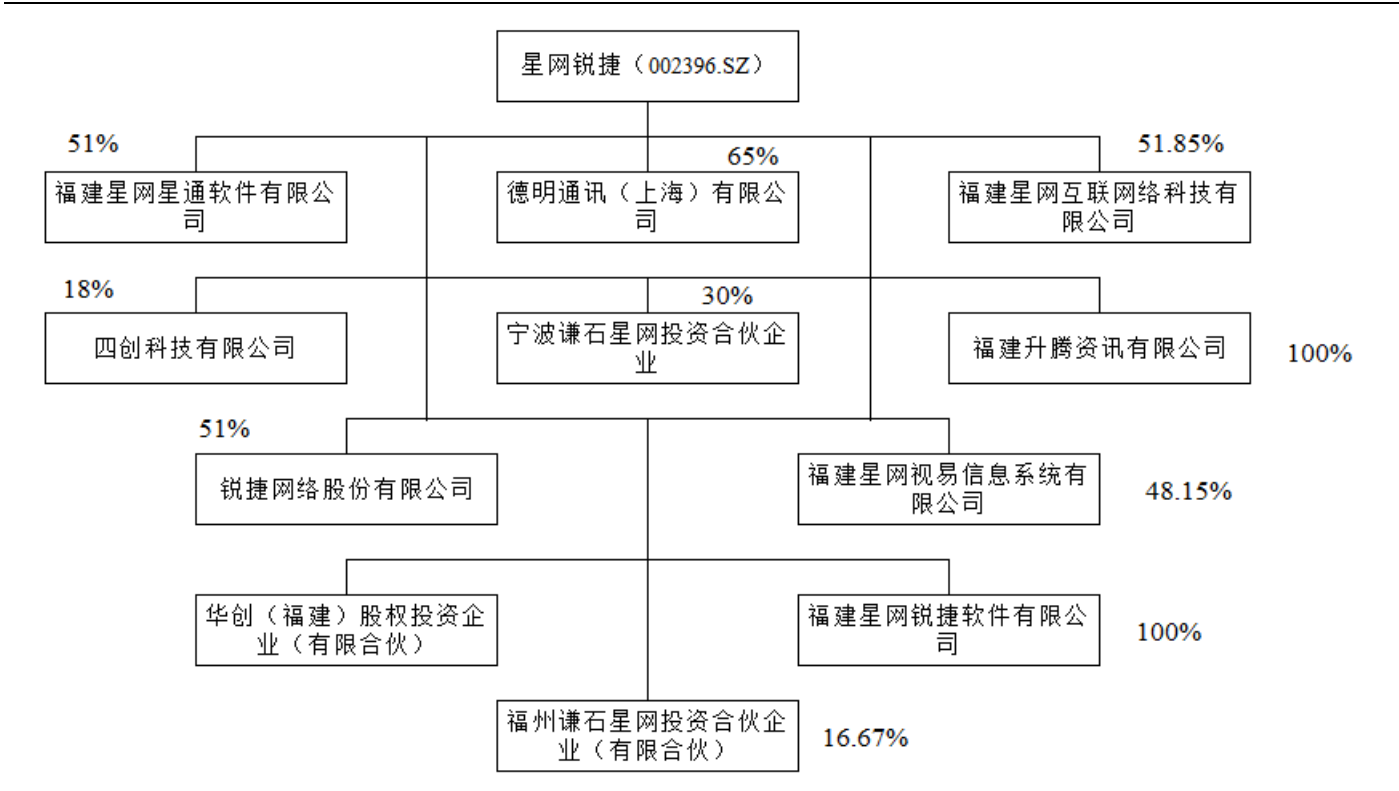 星网锐捷（002396.SZ）
51%
65%
51.85%
福建星网星通软件有限公
司
德明通讯（上海）有限公
司
福建星网互联网络科技有
限公司
18%
30%
四创科技有限公司
宁波谦石星网投资合伙企
业
福建升腾资讯有限公司
100%
51%
锐捷网络股份有限公司
福建星网视易信息系统有
限公司
48.15%
华创（福建）股权投资企
业（有限合伙）
福建星网锐捷软件有限公
司
100%
福州谦石星网投资合伙企
业（有限合伙）
16.67%